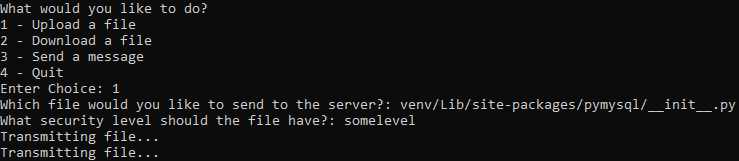 What would you like to do?
1 - Upload a file
2 - Download a file
3 - Send a message
4 - Quit
Enter Choice: 1
Which file would you like to send to the server?: venv/Lib/site-packages/pymysql/__init__.py
What security level should the file have?: somelevel
Transmitting file...
Transmitting file...